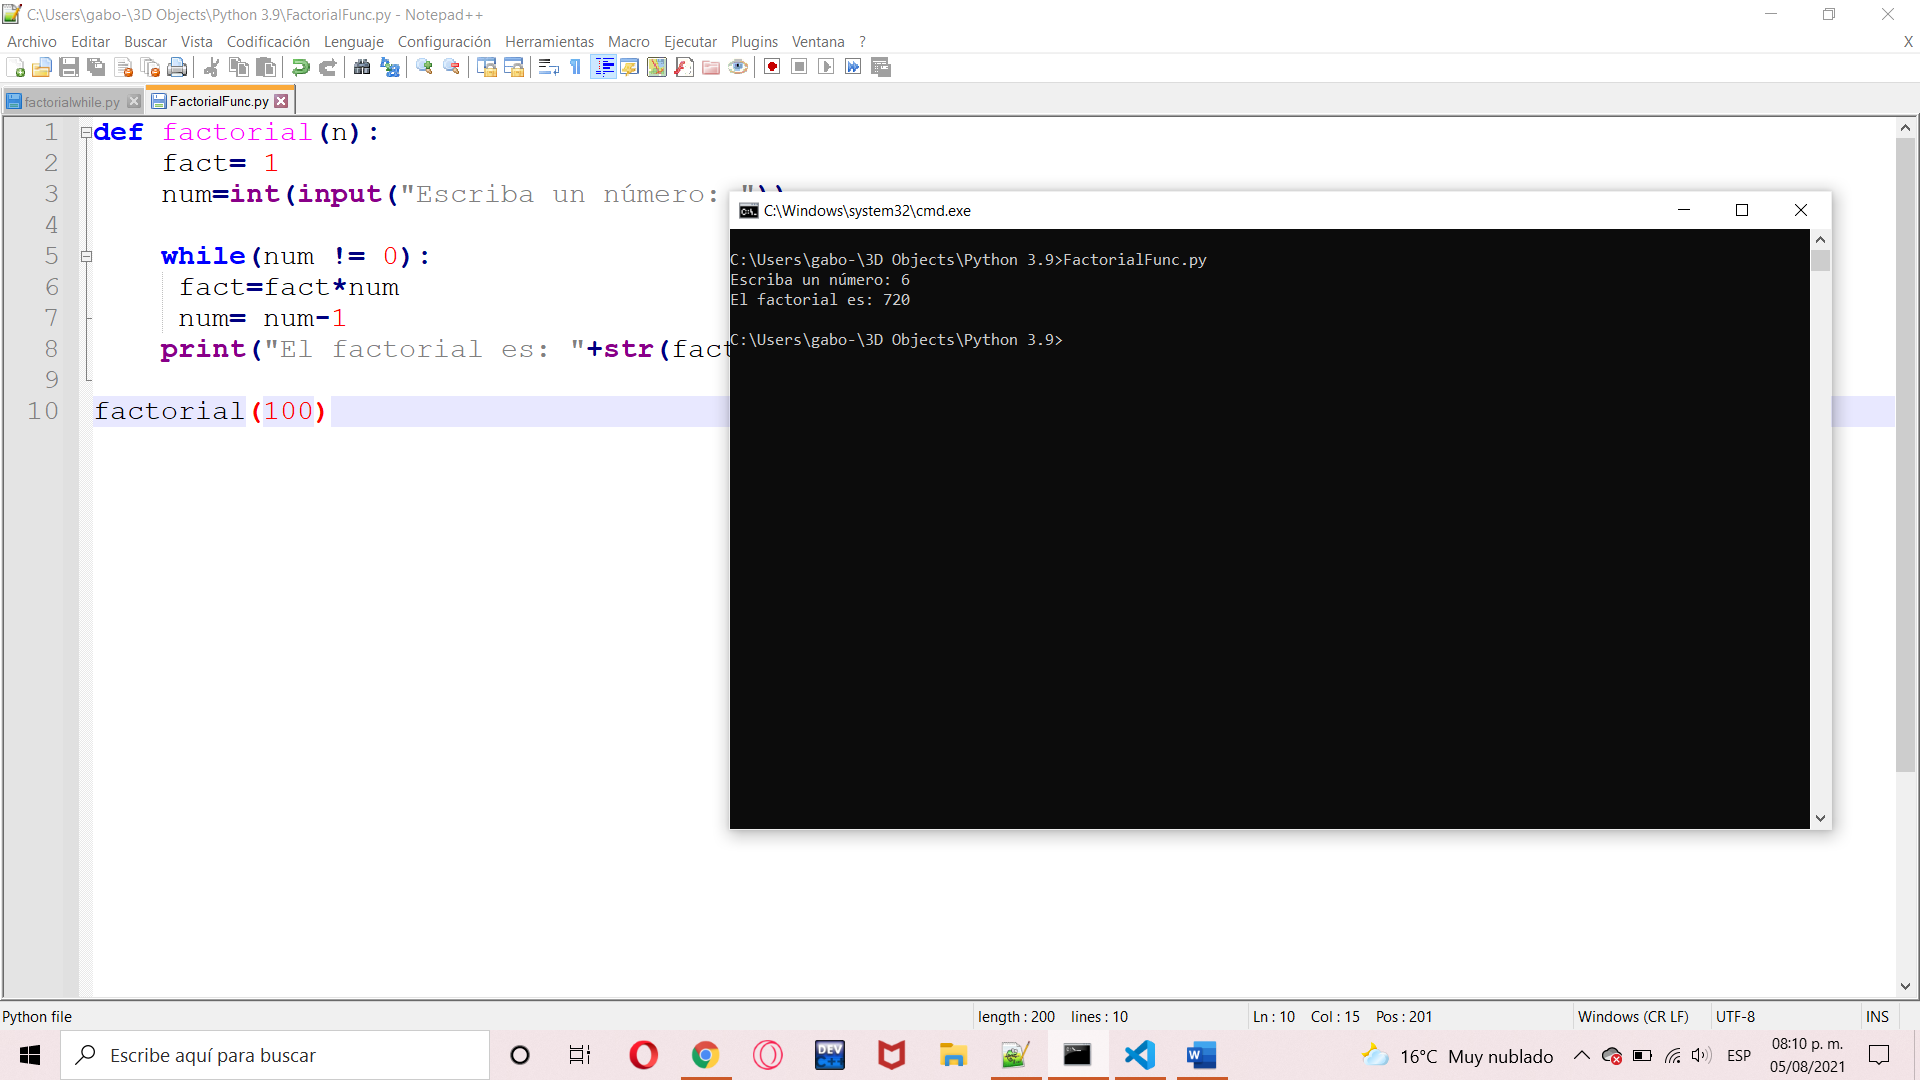 C:\Users\gabo-\3D Objects\Python 3.9\FactorialFunc.py - Notepad++
Archivo Editar Buscar Vista Codificación Lenguaje Configuración Herramientas Macro Ejecutar Plugins Ventana ? X
factorialwhile.py FactorialFunc.py
1 def factorial(n):
2 fact= 1
3 num=int(input("Escriba un número: "))
4
5 while(num != 0):
6 fact=fact*num
7 num= num-1
8 print("El factorial es: "+str(fact
9
10 factorial(100)
C:\Windows\system32\cmd.exe
C:\Users\gabo-\3D Objects\Python 3.9>FactorialFunc.py
Escriba un número: 6
El factorial es: 720
C:\Users\gabo-\3D Objects\Python 3.9>
Python file length : 200 lines : 10 Ln : 10 Col : 15 Pos : 201 Windows (CR LF) UTF-8 INS
Escribe aquí para buscar DEV C++ 16°C Muy nublado ESP 08:10 p. m.
05/08/2021